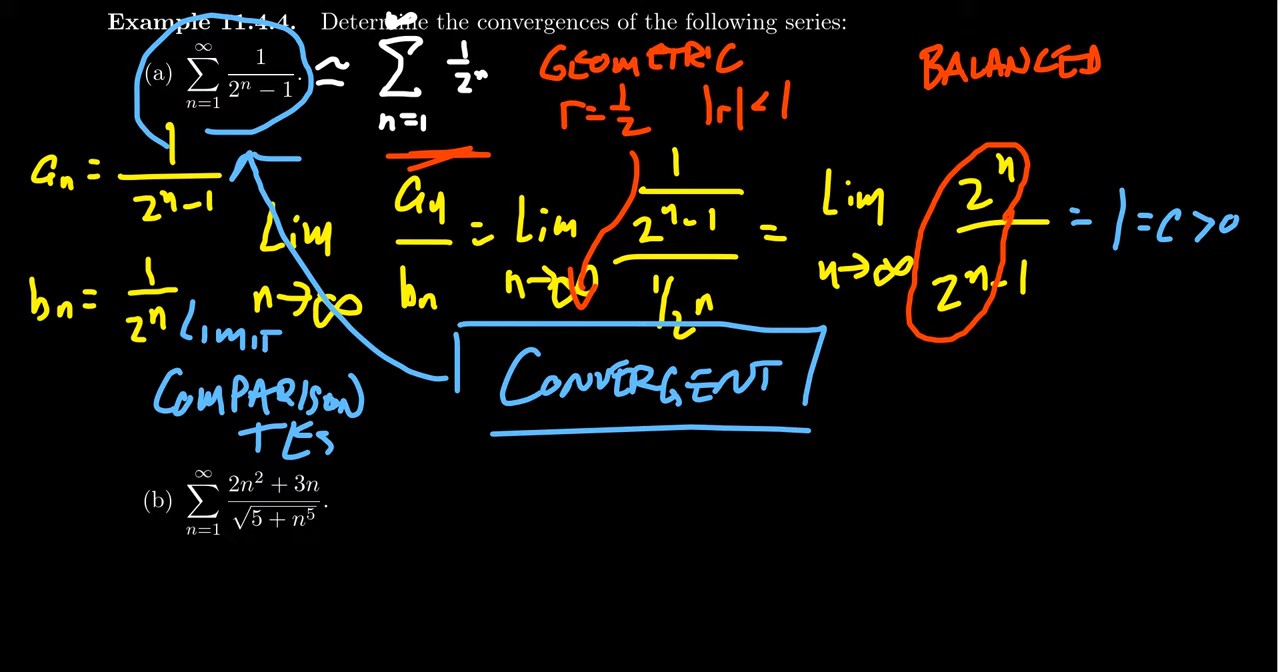 Example 11.4.4. Determine the convergences of the following series:
(a) ∑_{n=1}^{∞} 1/(2^n − 1). ≈ ∑_{n=1}^{∞} 1/2^n GEOMETRIC BALANCED
r = 1/2 |r| < 1
a_n = 1/(2^n − 1)
b_n = 1/2^n
Lim_{n→∞} a_n/b_n = Lim_{n→∞} (1/(2^n − 1))/(1/2^n) = Lim_{n→∞} 2^n/(2^n − 1) = 1 = c > 0
LIMIT
COMPARISON
TES
CONVERGENT
(b) ∑_{n=1}^{∞} (2n^2 + 3n)/√(5 + n^5).